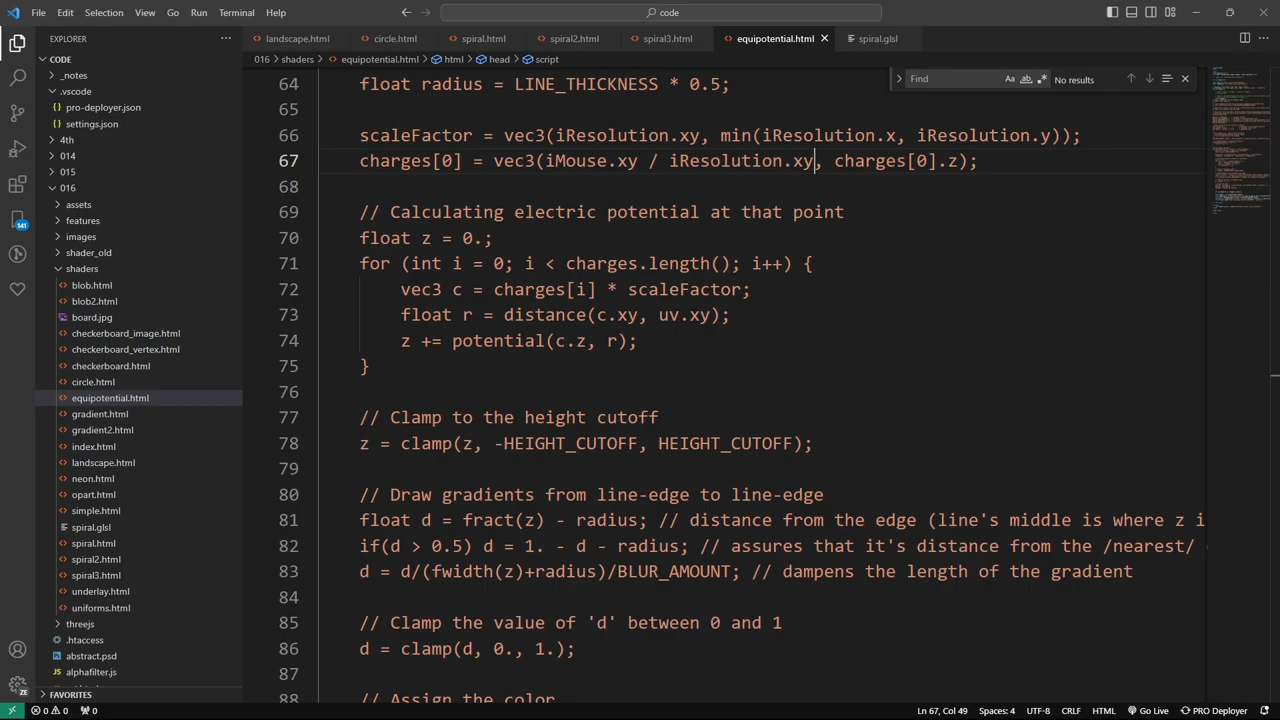 File Edit Selection View Go Run Terminal Help
code
EXPLORER
landscape.html circle.html spiral.html spiral2.html spiral3.html equipotential.html spiral.glsl
016 shaders equipotential.html html head script
Find Aa ab No results
CODE
_notes
.vscode
pro-deployer.json
settings.json
4th
014
015
016
assets
features
images
shader_old
shaders
blob.html
blob2.html
board.jpg
checkerboard_image.html
checkerboard_vertex.html
checkerboard.html
circle.html
equipotential.html
gradient.html
gradient2.html
index.html
landscape.html
neon.html
opart.html
simple.html
spiral.glsl
spiral.html
spiral2.html
spiral3.html
underlay.html
uniforms.html
threejs
.htaccess
abstract.psd
alphafilter.js
FAVORITES
141
ZE
64 float radius = LINE_THICKNESS * 0.5;
65
66 scaleFactor = vec3(iResolution.xy, min(iResolution.x, iResolution.y));
67 charges[0] = vec3(iMouse.xy / iResolution.xy, charges[0].z);
68
69 // Calculating electric potential at that point
70 float z = 0.;
71 for (int i = 0; i < charges.length(); i++) {
72 vec3 c = charges[i] * scaleFactor;
73 float r = distance(c.xy, uv.xy);
74 z += potential(c.z, r);
75 }
76
77 // Clamp to the height cutoff
78 z = clamp(z, -HEIGHT_CUTOFF, HEIGHT_CUTOFF);
79
80 // Draw gradients from line-edge to line-edge
81 float d = fract(z) - radius; // distance from the edge (line's middle is where z i
82 if(d > 0.5) d = 1. - d - radius; // assures that it's distance from the /nearest/
83 d = d/(fwidth(z)+radius)/BLUR_AMOUNT; // dampens the length of the gradient
84
85 // Clamp the value of 'd' between 0 and 1
86 d = clamp(d, 0., 1.);
87
88 // Assign the color
0 0 0 Ln 67, Col 49 Spaces: 4 UTF-8 CRLF HTML Go Live PRO Deployer